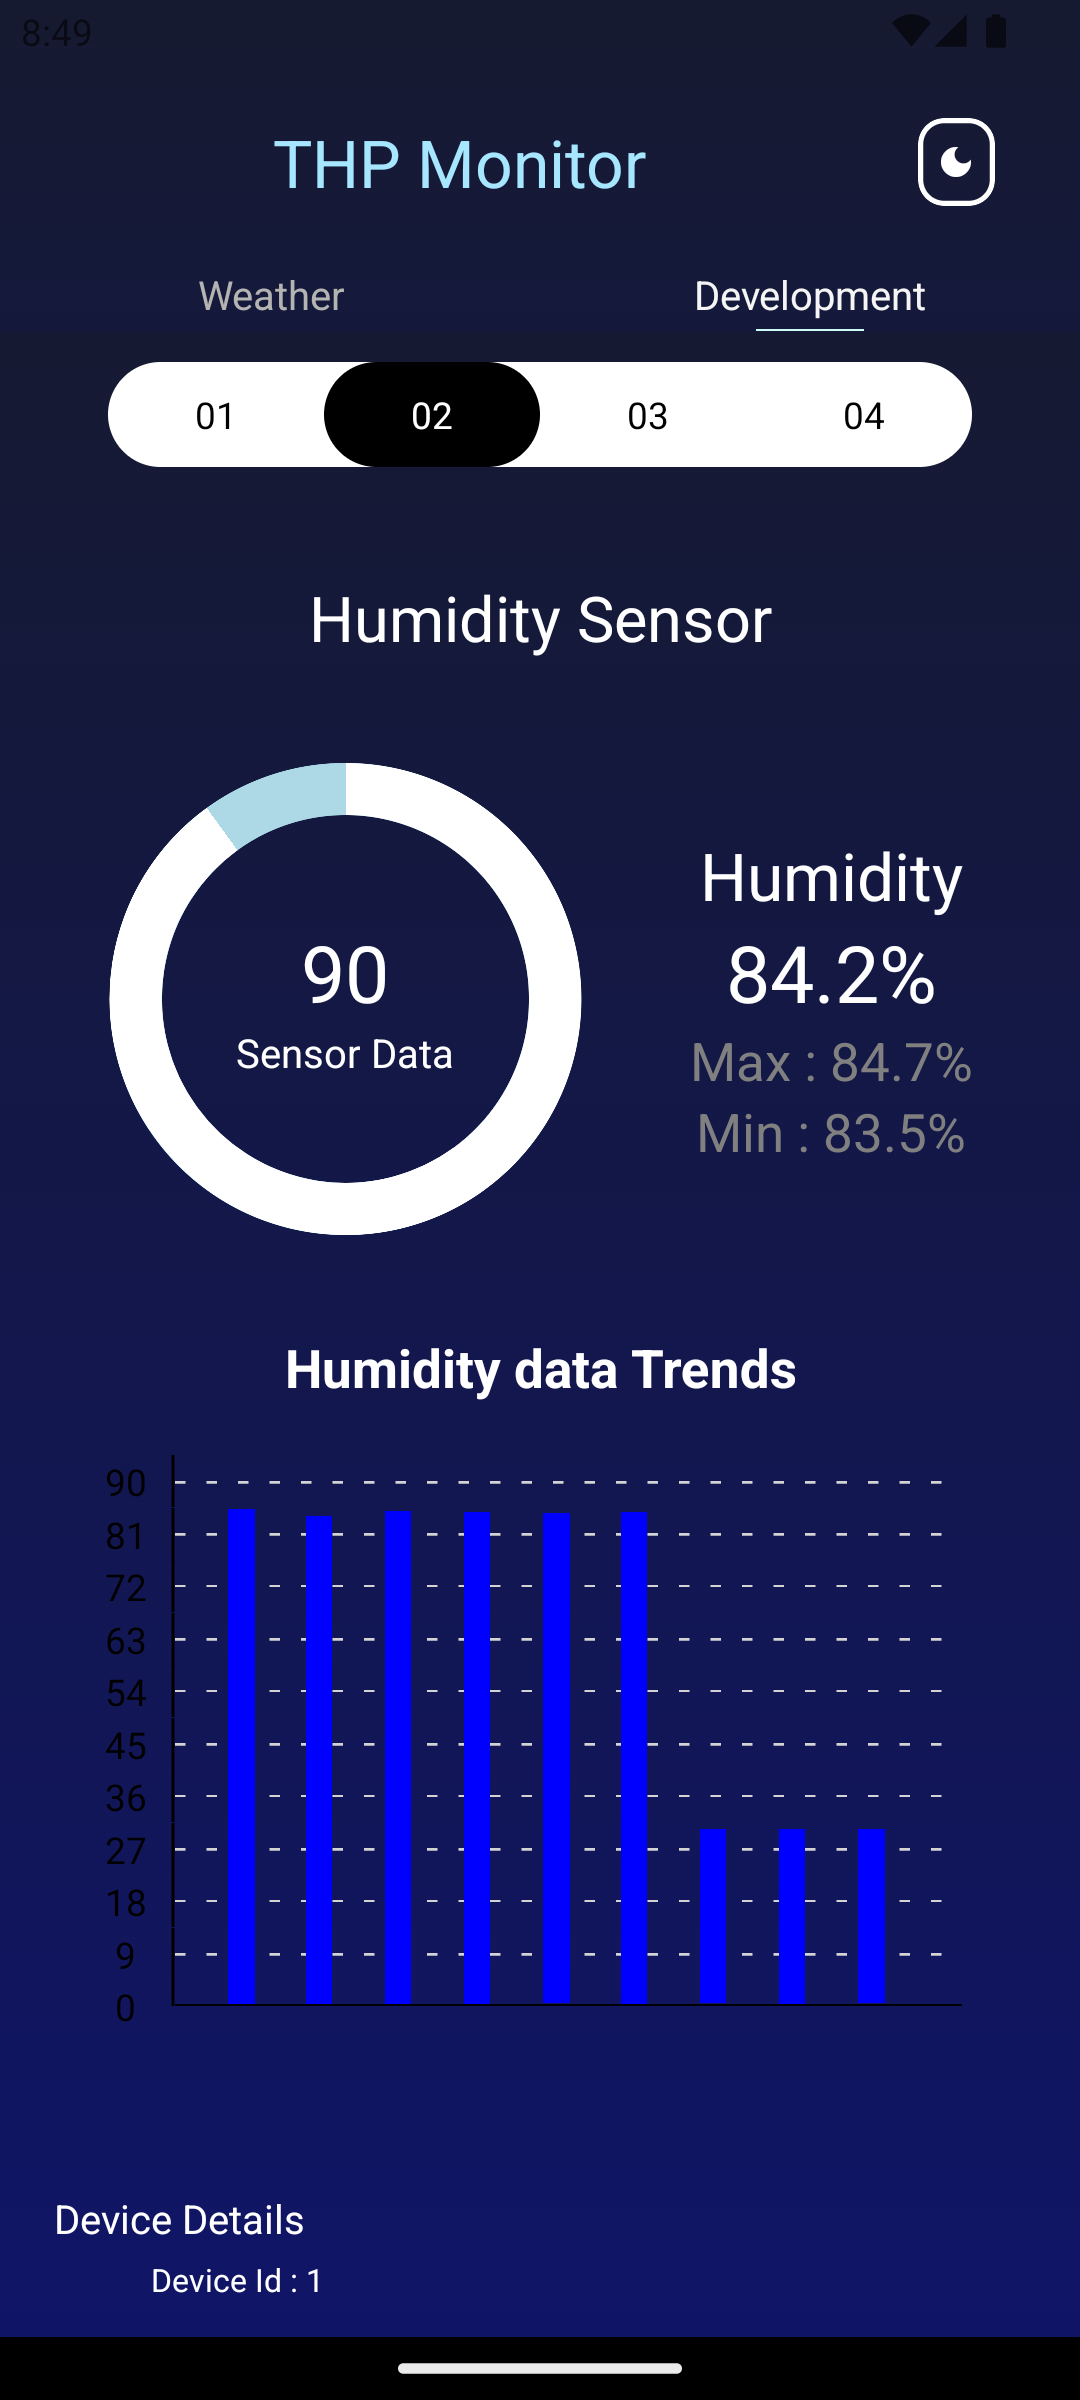 8:49
THP Monitor
Weather Development
01 02 03 04
Humidity Sensor
90
Sensor Data
Humidity
84.2%
Max : 84.7%
Min : 83.5%
Humidity data Trends
90
81
72
63
54
45
36
27
18
9
0
Device Details
Device Id : 1